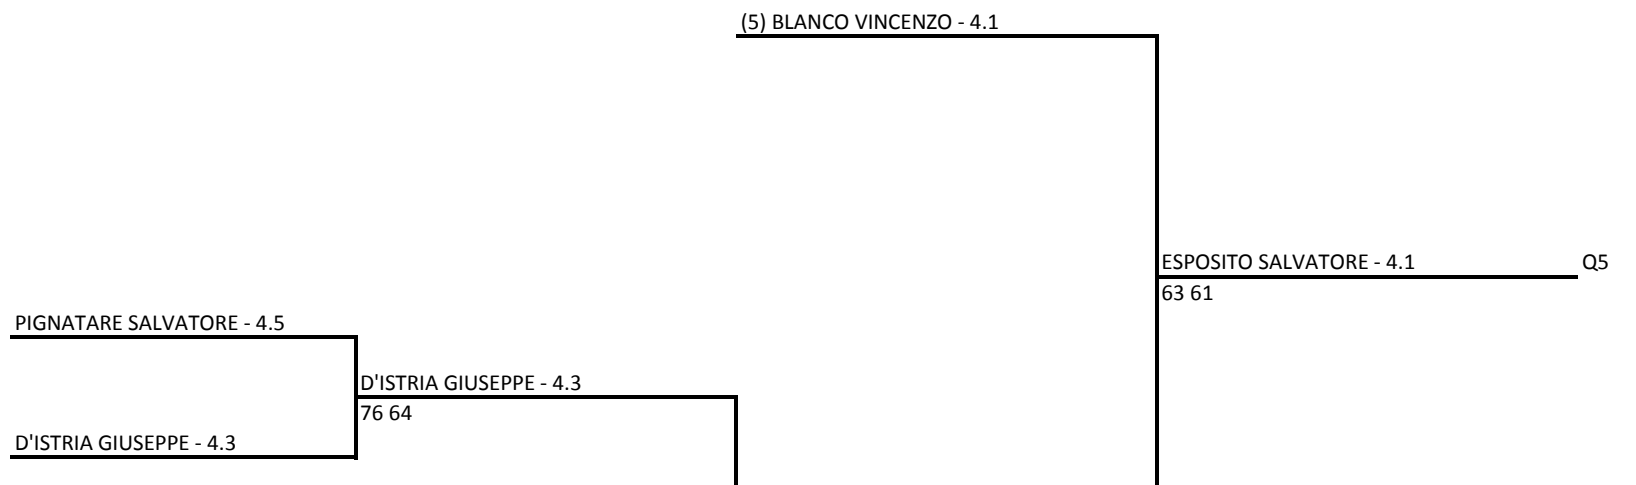 (5) BLANCO VINCENZO - 4.1
ESPOSITO SALVATORE - 4.1 Q5
63 61
PIGNATARE SALVATORE - 4.5
D'ISTRIA GIUSEPPE - 4.3
76 64
D'ISTRIA GIUSEPPE - 4.3